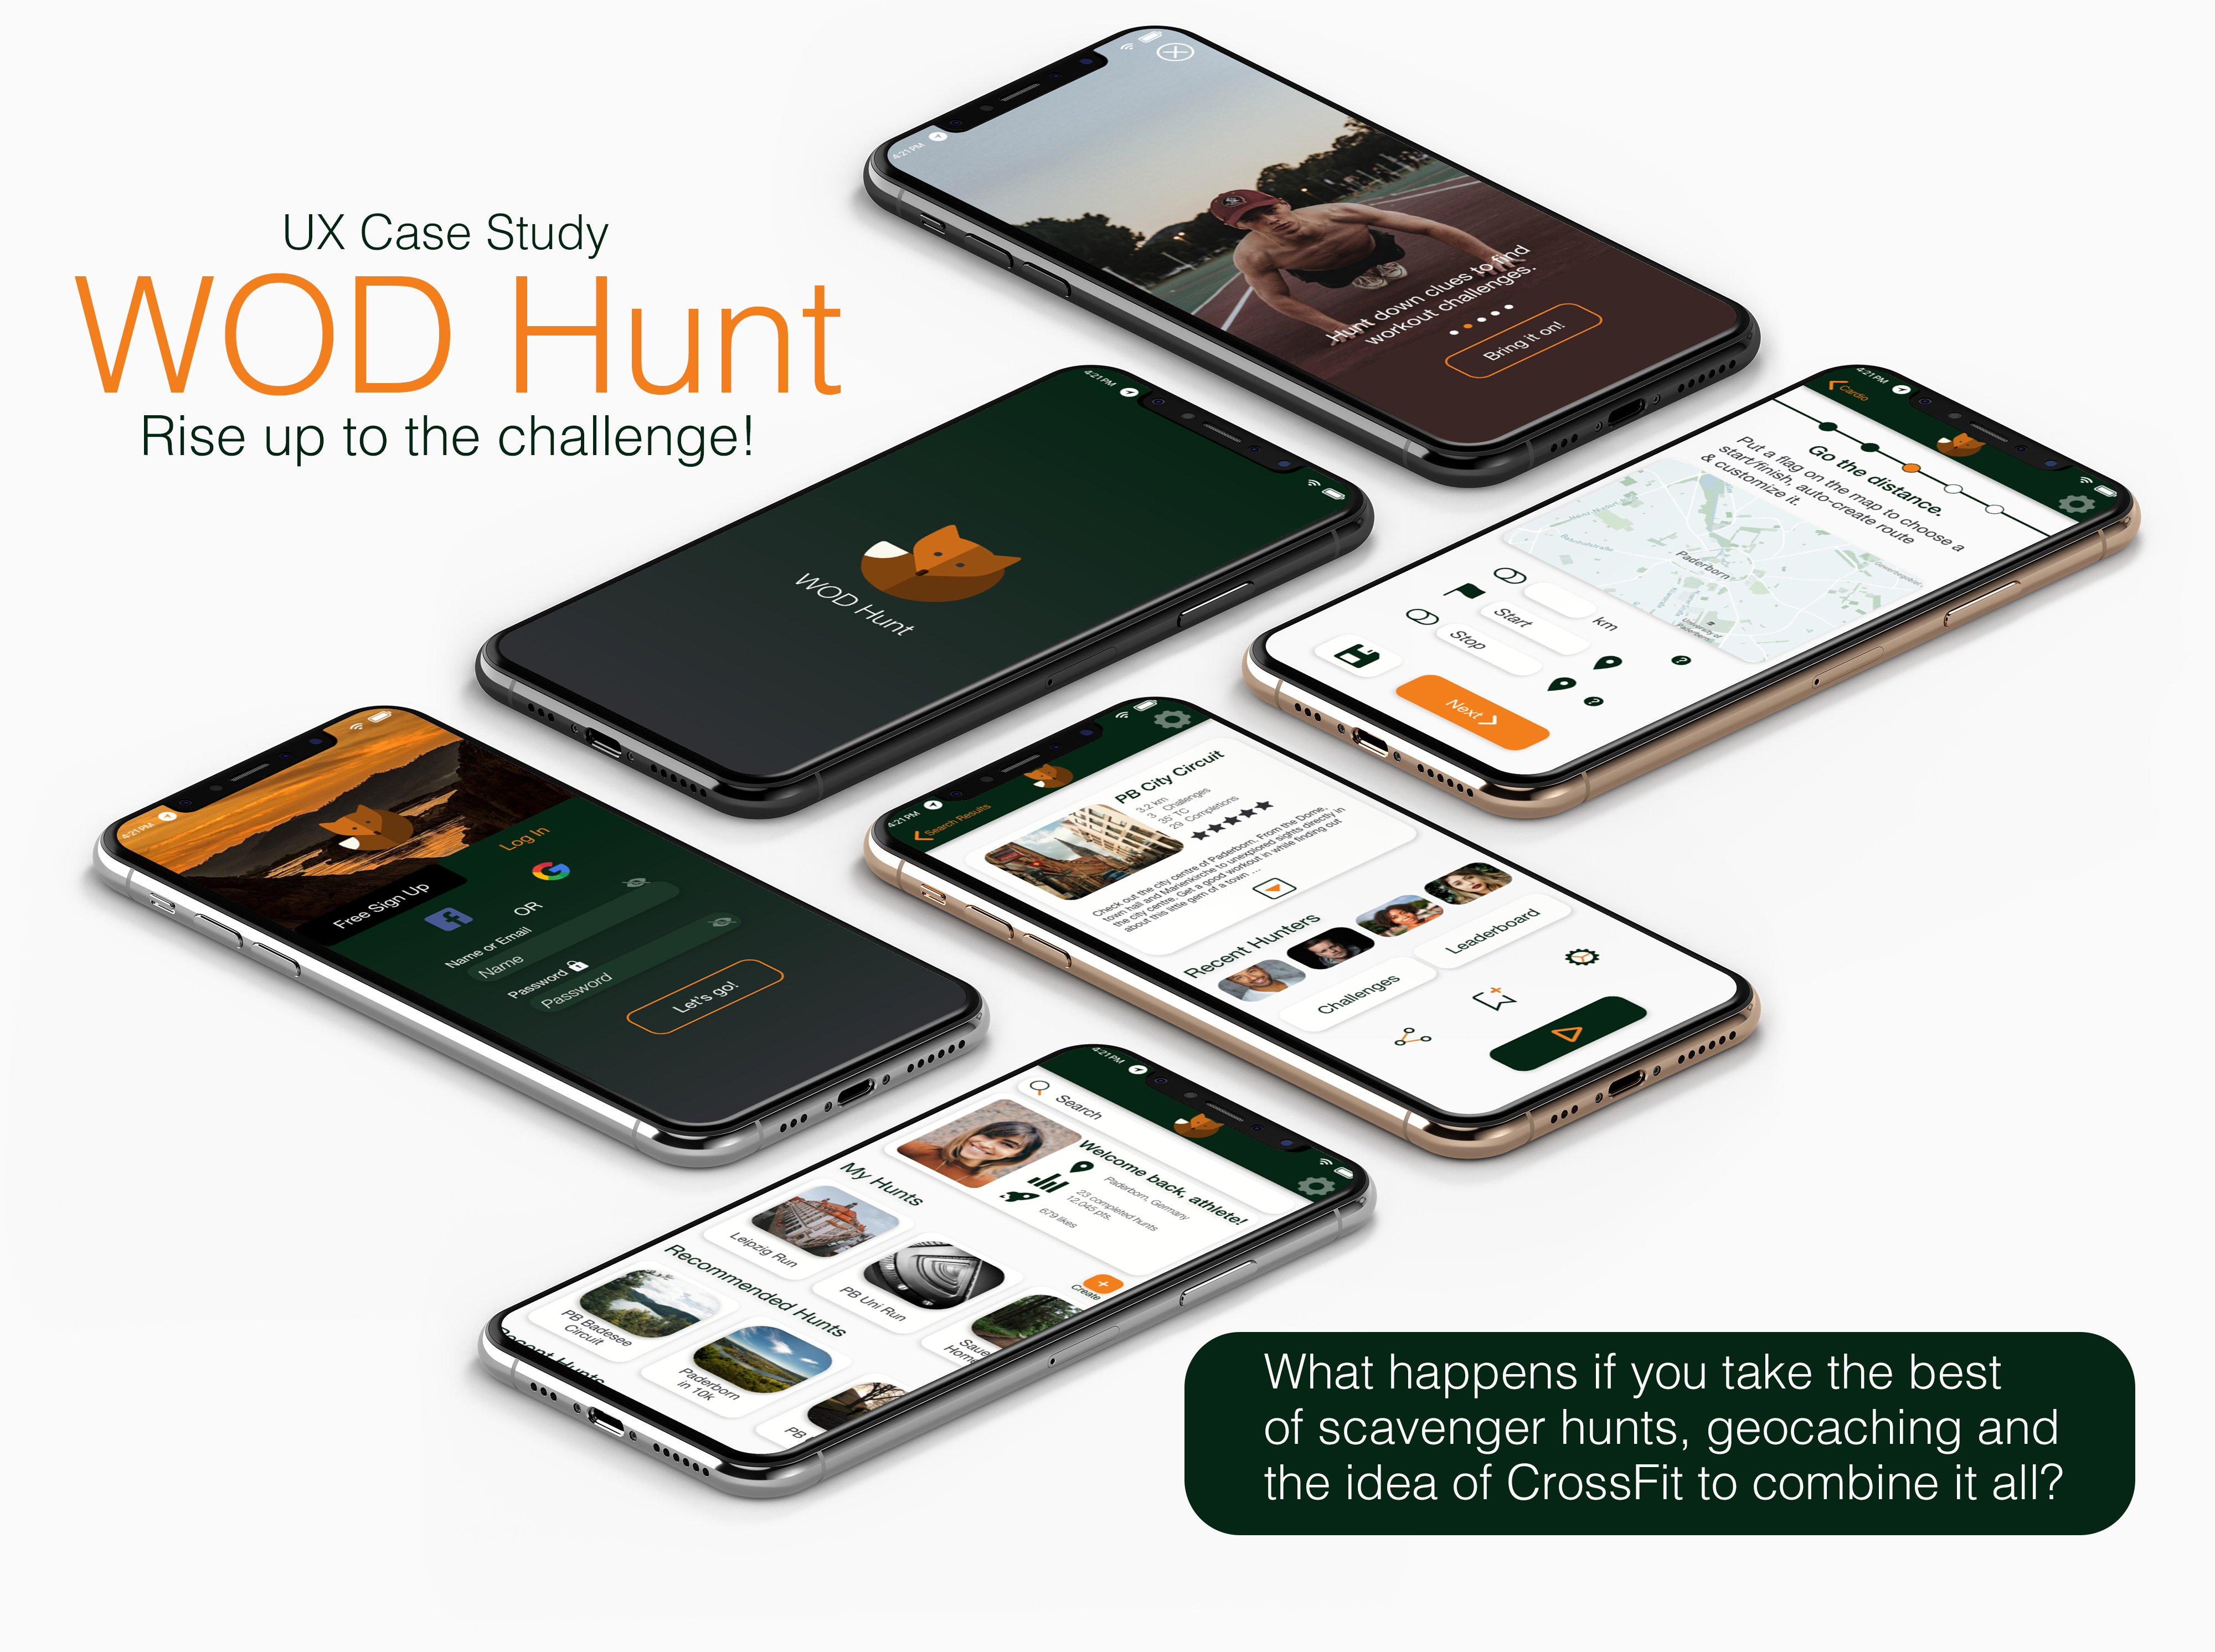 UX Case Study
WOD Hunt
Rise up to the challenge!
4:21 PM
Hunt down clues to find
workout challenges.
Bring it on!
4:21 PM
WOD Hunt
4:21 PM
Cardio
Go the distance.
Put a flag on the map to choose a
start/finish, auto-create route
& customize it.
Paderborn
University of
Paderborn
km
Start
Stop
Next
4:21 PM
Log In
Free Sign Up
OR
Name or Email
Name
Password
Password
Let's go!
4:21 PM
Search Results
PB City Circuit
3.2 km
3 Challenges
35' TC
29 Completions
Check out the city centre of Paderborn. From the Dome,
town hall and Marienkirche to unexplored sights directly in
the city centre. Get a good workout in while finding out
about this little gem of a town ...
Recent Hunters
Challenges
Leaderboard
4:21 PM
Search
Welcome back, athlete!
Paderborn, Germany
23 completed hunts
12.045 pts.
679 likes
My Hunts
Create
Leipzig Run
PB Uni Run
Saue
Home
Recommended Hunts
PB Badesee
Circuit
Paderborn
in 10k
PB
Recent Hunts
What happens if you take the best
of scavenger hunts, geocaching and
the idea of CrossFit to combine it all?